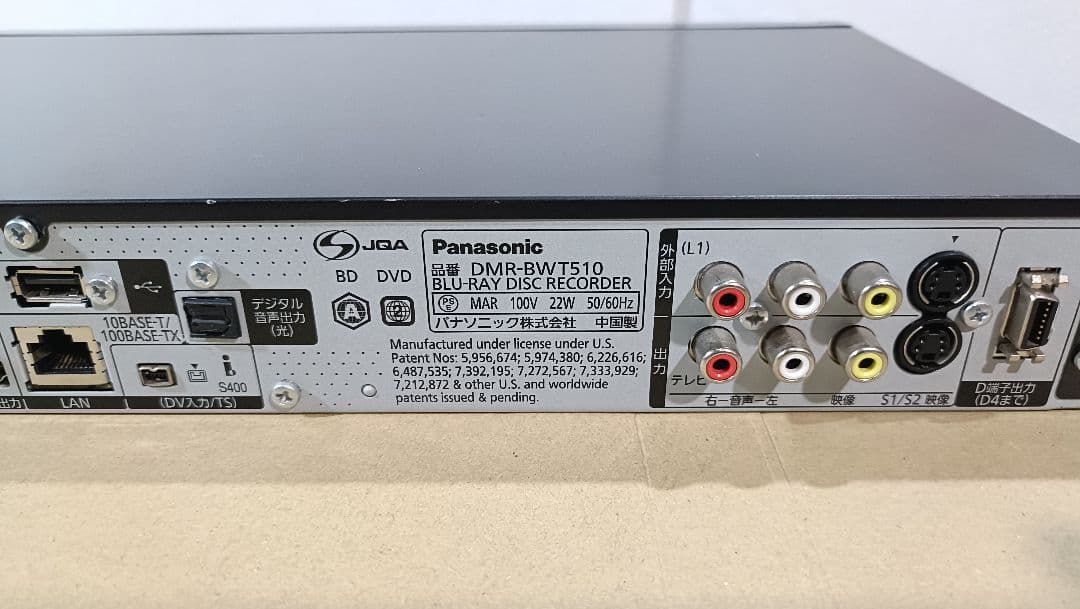 JQA
BD DVD
A
2
Panasonic
品番 DMR-BWT510
BLU-RAY DISC RECORDER
PS E MAR 100V 22W 50/60Hz
パナソニック株式会社 中国製
Manufactured under license under U.S.
Patent Nos: 5,956,674; 5,974,380; 6,226,616;
6,487,535; 7,392,195; 7,272,567; 7,333,929;
7,212,872 & other U.S. and worldwide
patents issued & pending.
デジタル
音声出力
(光)
10BASE-T/
100BASE-TX
出力
LAN
i
S400
(DV入力/TS)
外部入力
(L1)
出力
テレビ
右ー音声ー左
映像
S1/S2 映像
D端子出力
(D4まで)